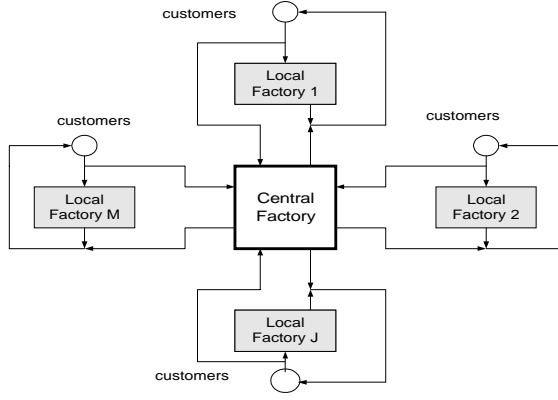 customers
Local
Factory 1
customers
customers
Local
Factory M
Central
Factory
Local
Factory 2
Local
Factory J
customers